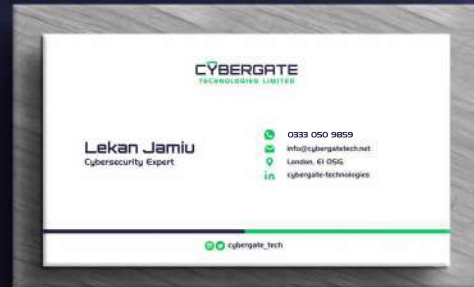 CYBERGATE
TECHNOLOGIES LIMITED
Lekan Jamiu
Cybersecurity Expert
0333 050 9859
info@cybergatetech.net
London, E1 0SG.
in cybergate-technologies
cybergate_tech